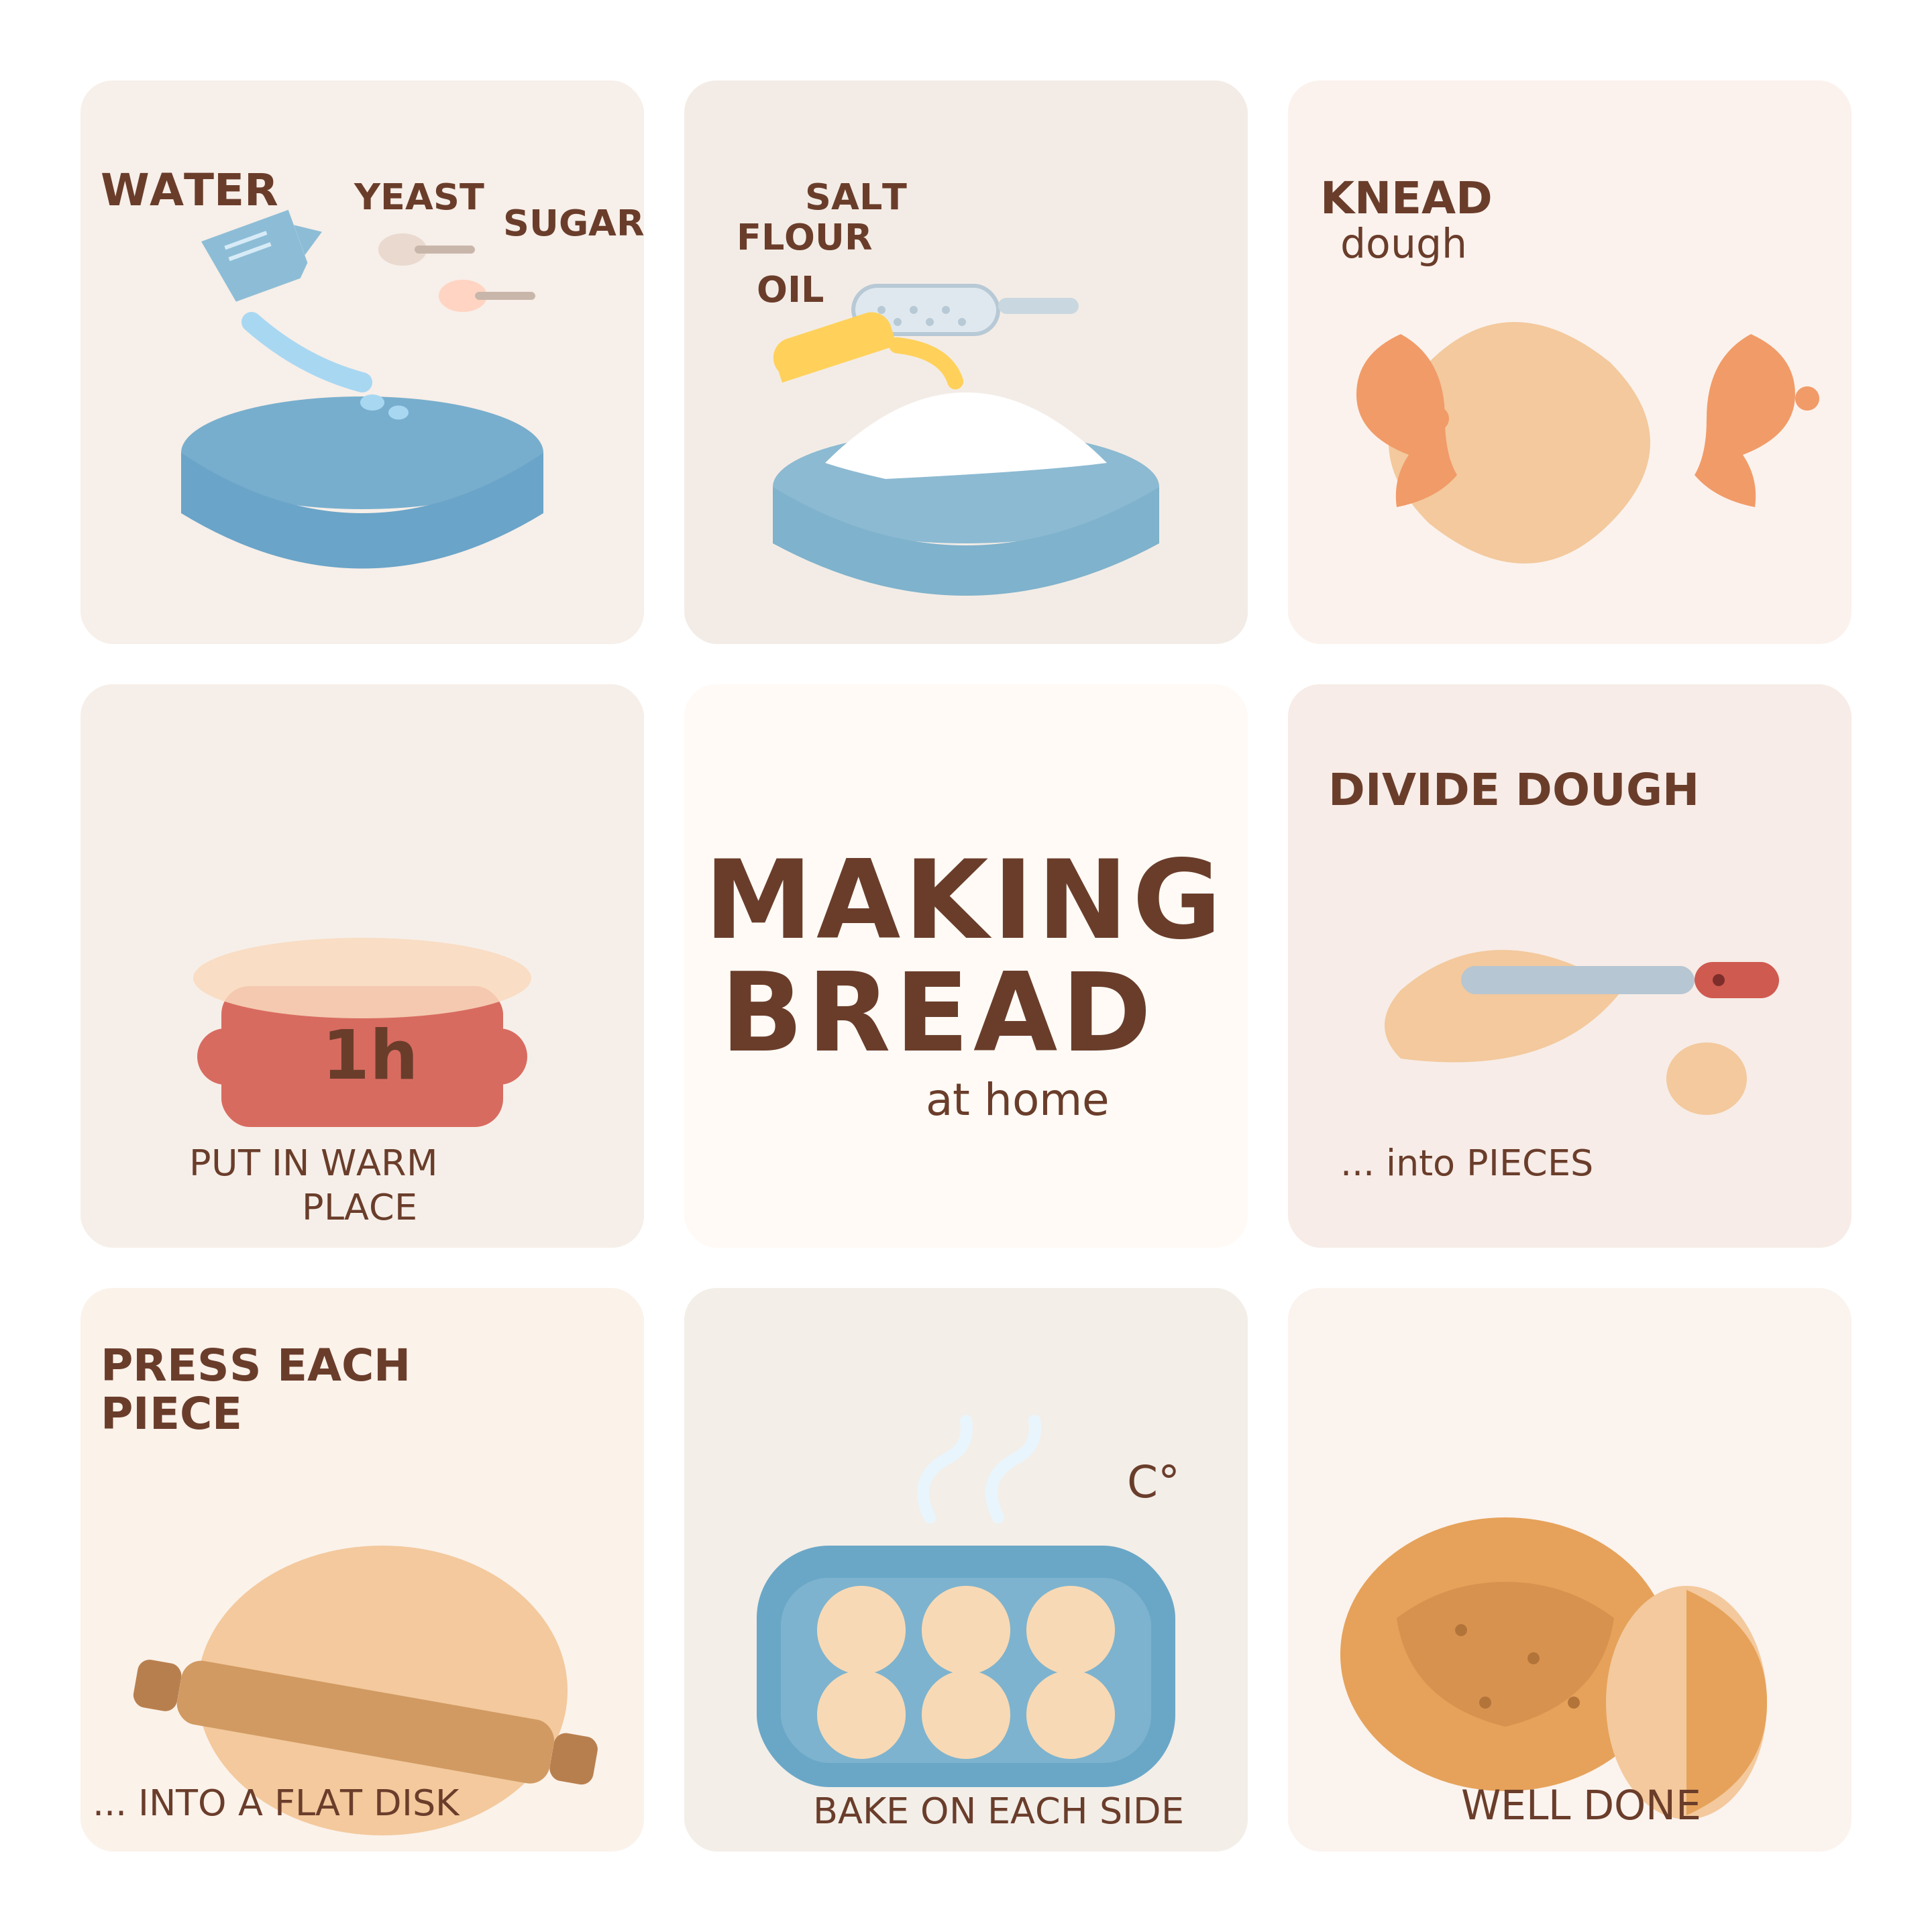 WATER
YEAST
SUGAR
SALT
FLOUR
OIL
KNEAD
dough
1h
PUT IN WARM
PLACE
MAKING
BREAD
at home
DIVIDE DOUGH
... into PIECES
PRESS EACH
PIECE
... INTO A FLAT DISK
C°
BAKE ON EACH SIDE
WELL DONE